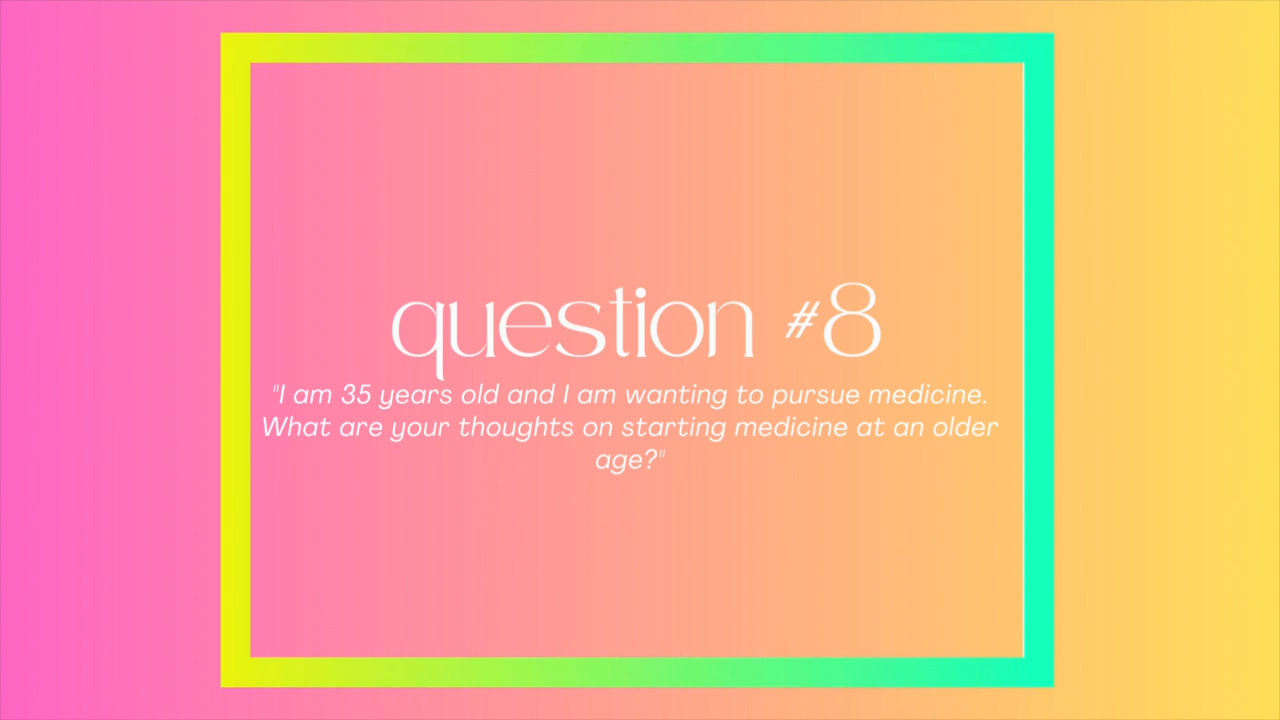 question #8
"I am 35 years old and I am wanting to pursue medicine.
What are your thoughts on starting medicine at an older
age?"